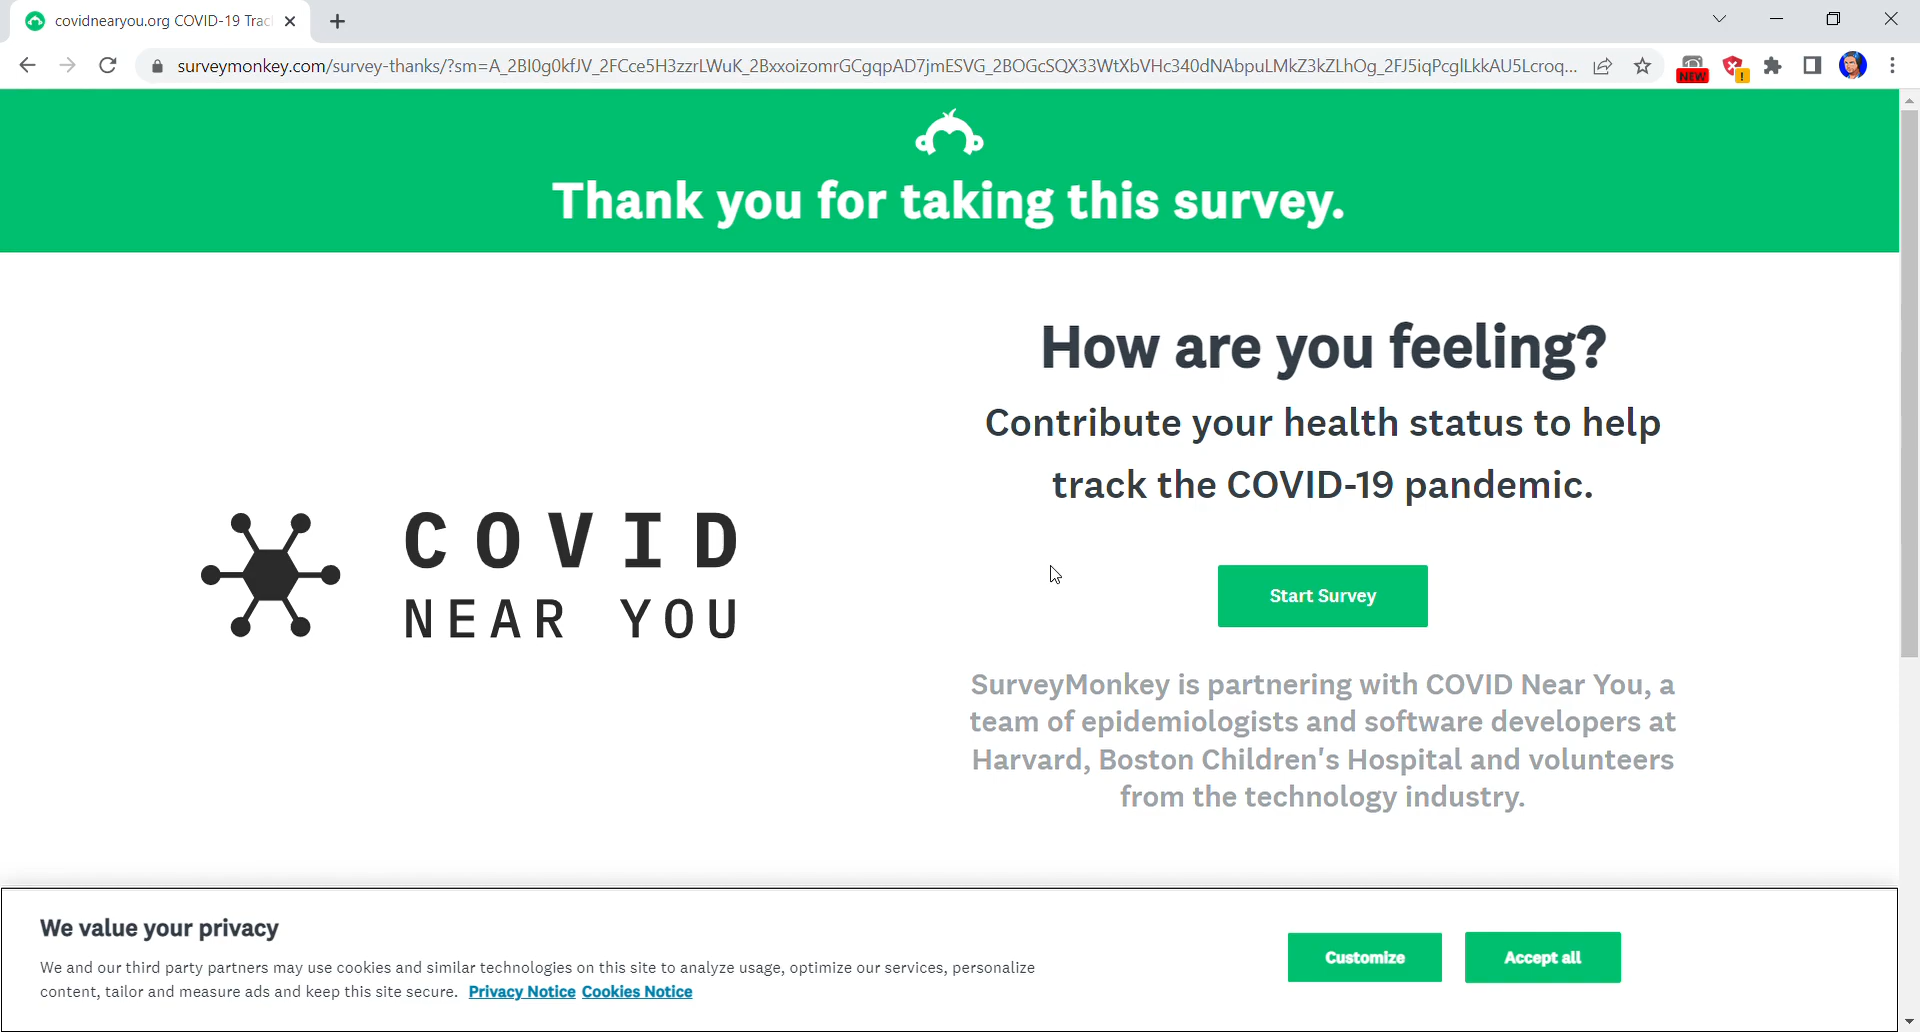 covidnearyou.org COVID-19 Trac
surveymonkey.com/survey-thanks/?sm=A_2BI0g0kfJV_2FCce5H3zzrLWuK_2BxxoizomrGCgqpAD7jmESVG_2BOGcSQX33WtXbVHc340dNAbpuLMkZ3kZLhOg_2FJ5iqPcglLkkAU5Lcroq...
NEW
Thank you for taking this survey.
How are you feeling?
Contribute your health status to help
track the COVID-19 pandemic.
COVID
NEAR YOU
Start Survey
SurveyMonkey is partnering with COVID Near You, a
team of epidemiologists and software developers at
Harvard, Boston Children's Hospital and volunteers
from the technology industry.
We value your privacy
We and our third party partners may use cookies and similar technologies on this site to analyze usage, optimize our services, personalize
content, tailor and measure ads and keep this site secure. Privacy Notice Cookies Notice
Customize
Accept all